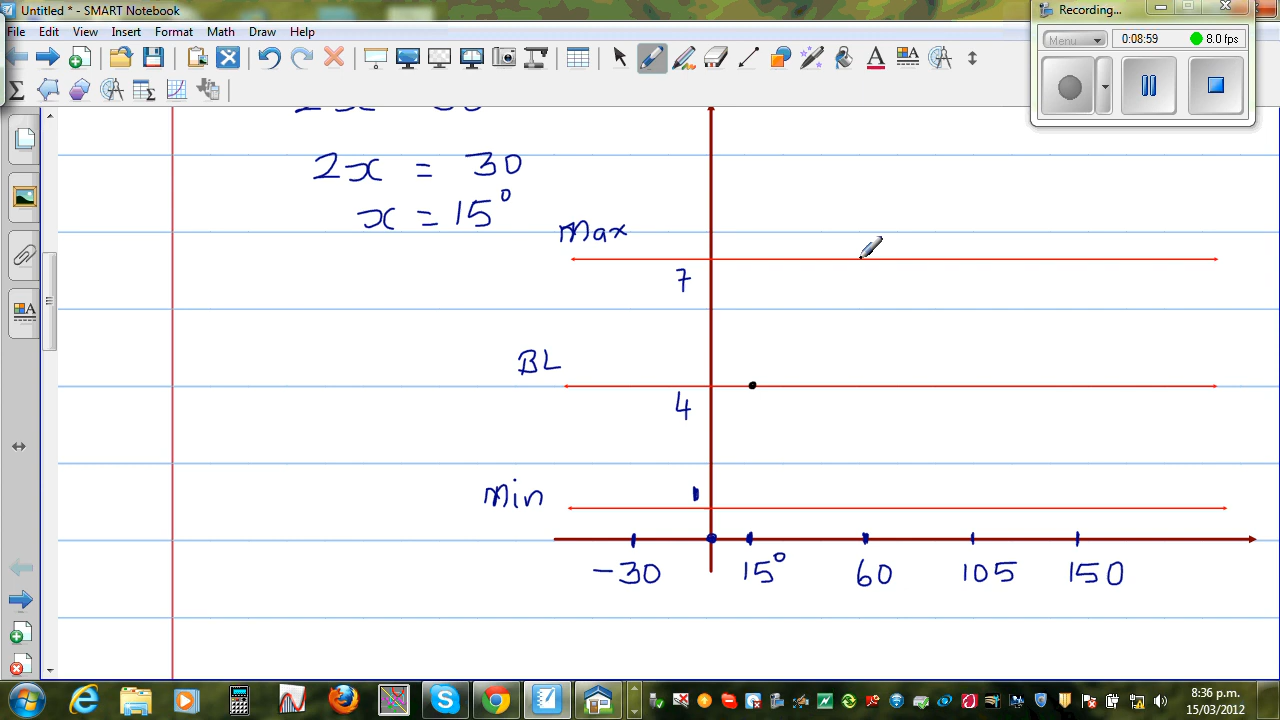 Untitled * - SMART Notebook
File Edit View Insert Format Math Draw Help
Recording...
Menu 0:08:59 8.0 fps
2x = 30
x = 15°
Max
7
BL
4
Min
1
-30 15° 60 105 150
8:36 p.m.
15/03/2012